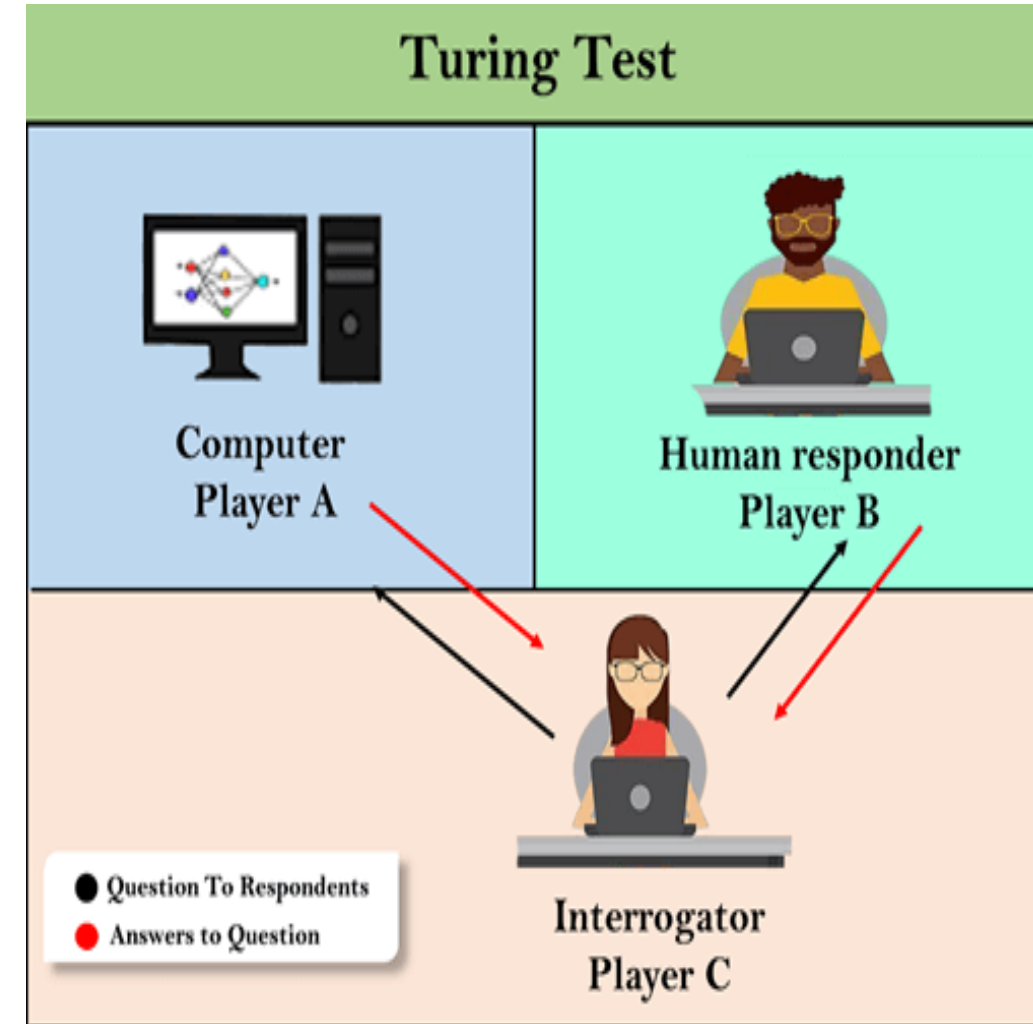 Turing Test
Computer
Player A
Human responder
Player B
Question To Respondents
Answers to Question
Interrogator
Player C